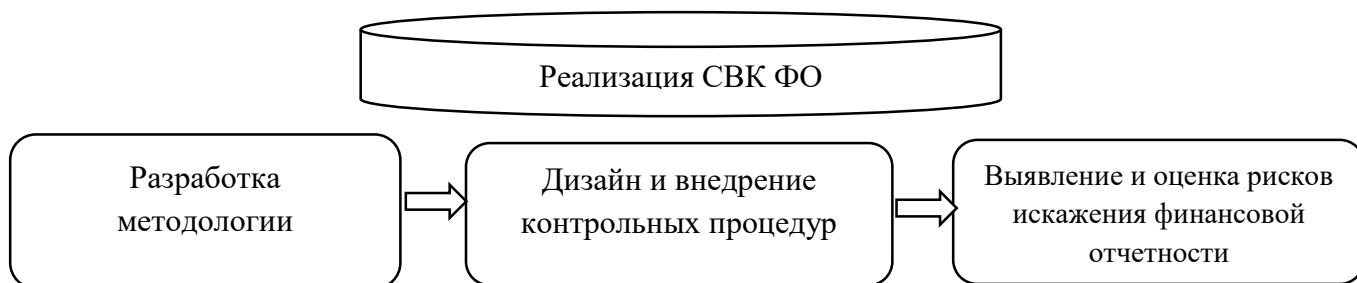 Реализация СВК ФО
Разработка
методологии
Дизайн и внедрение
контрольных процедур
Выявление и оценка рисков
искажения финансовой
отчетности